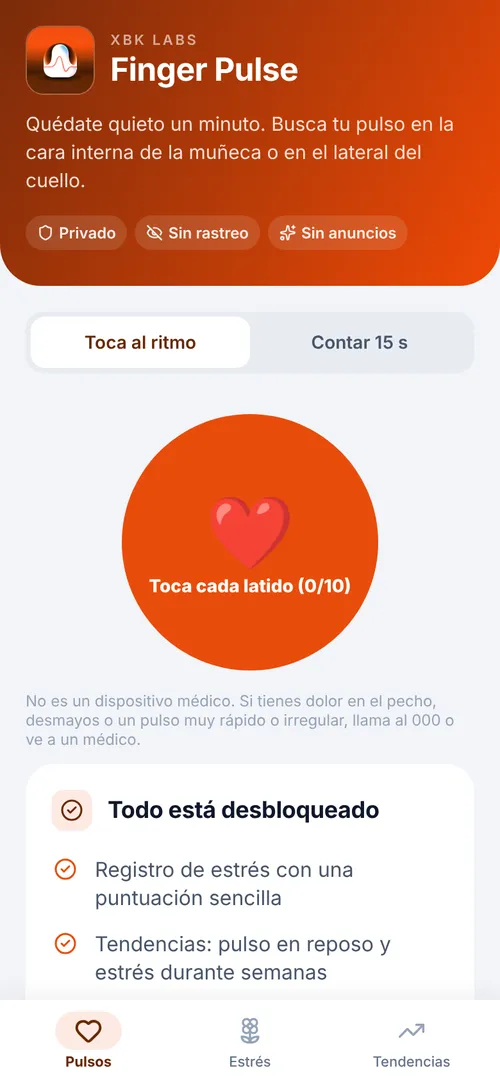 XBK LABS
Finger Pulse
Quédate quieto un minuto. Busca tu pulso en la
cara interna de la muñeca o en el lateral del
cuello.
Privado
Sin rastreo
Sin anuncios
Toca al ritmo
Contar 15 s
Toca cada latido (0/10)
No es un dispositivo médico. Si tienes dolor en el pecho,
desmayos o un pulso muy rápido o irregular, llama al 000 o
ve a un médico.
Todo está desbloqueado
Registro de estrés con una
puntuación sencilla
Tendencias: pulso en reposo y
estrés durante semanas
Pulsos
Estrés
Tendencias